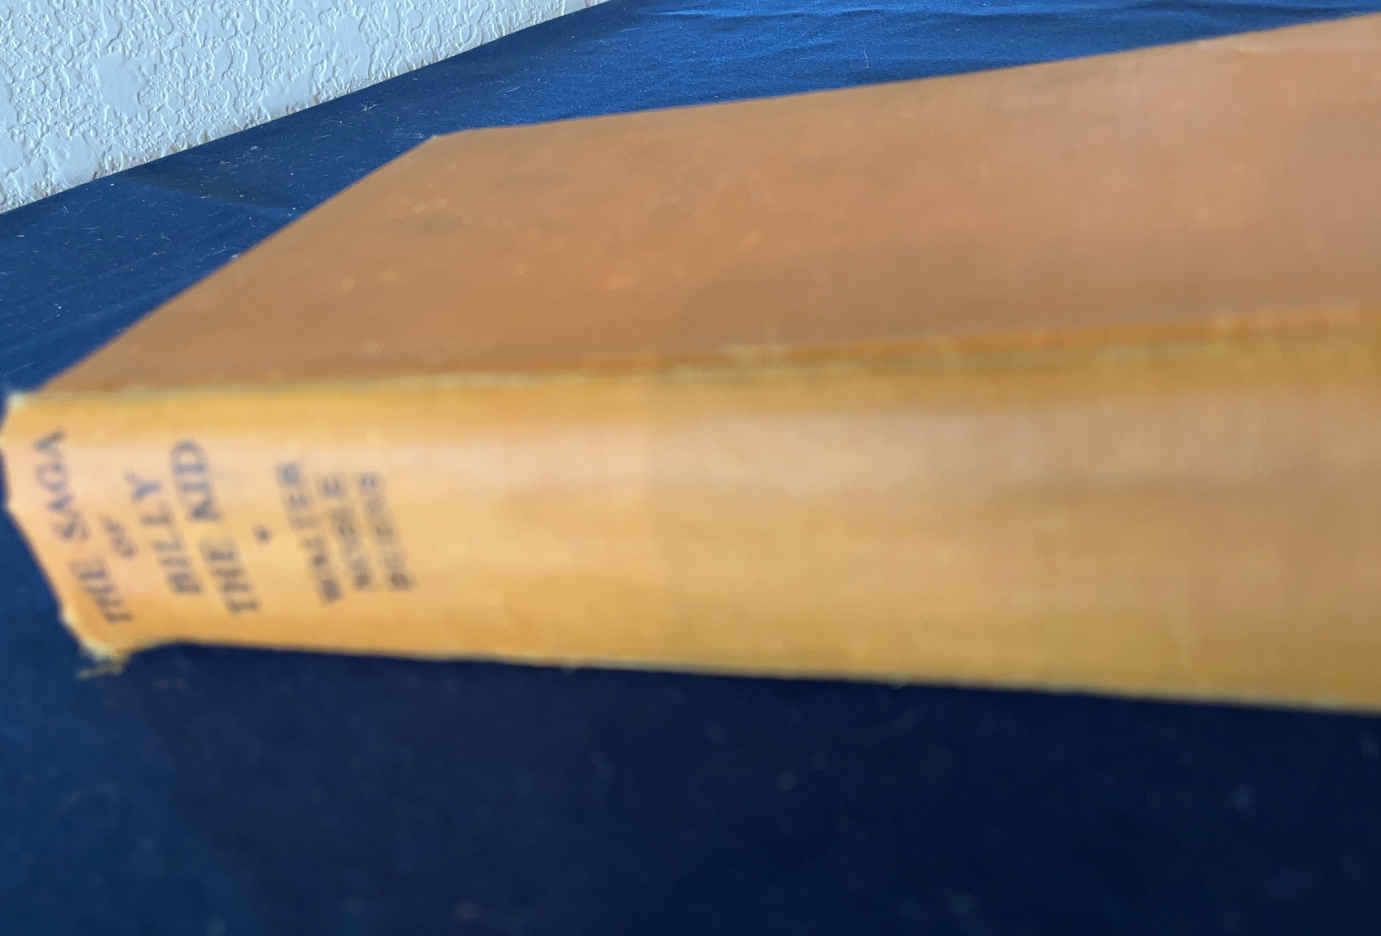 THE SAGA
OF
BILLY
THE KID
WALTER
NOBLE
BURNS